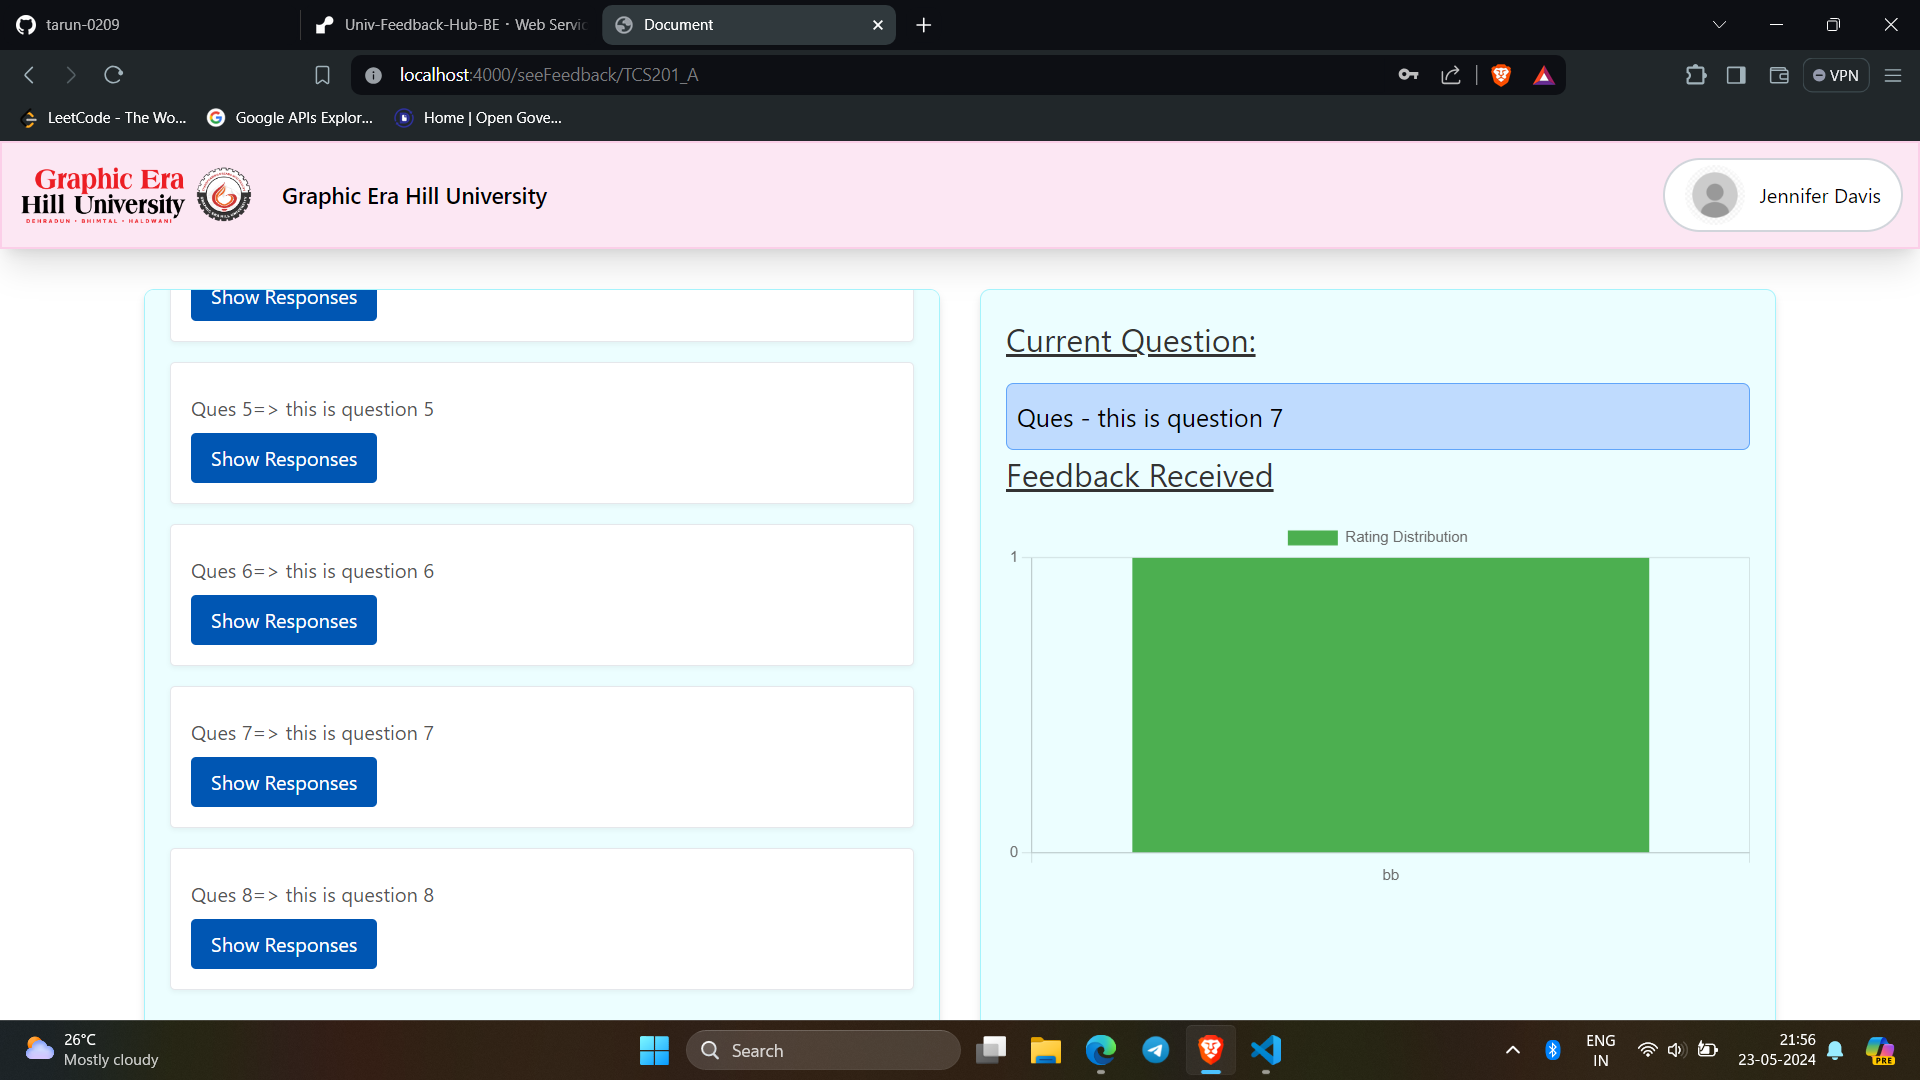 tarun-0209
Univ-Feedback-Hub-BE · Web Servic
Document
localhost:4000/seeFeedback/TCS201_A
VPN
LeetCode - The Wo...
Google APIs Explor...
Home | Open Gove...
Graphic Era
Hill University
DEHRADUN • BHIMTAL • HALDWANI
Graphic Era Hill University
Jennifer Davis
Show Responses
Ques 5=> this is question 5
Show Responses
Ques 6=> this is question 6
Show Responses
Ques 7=> this is question 7
Show Responses
Ques 8=> this is question 8
Show Responses
Current Question:
Ques - this is question 7
Feedback Received
Rating Distribution
1
0
bb
26°C
Mostly cloudy
Search
ENG
IN
21:56
23-05-2024
PRE